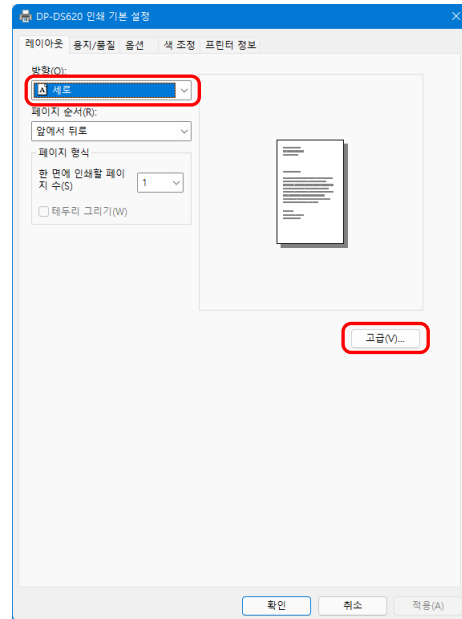 DP-DS620 인쇄 기본 설정
레이아웃 용지/품질 옵션 색 조정 프린터 정보
방향(O):
세로
페이지 순서(R):
앞에서 뒤로
페이지 형식
한 면에 인쇄할 페이
지 수(S)
1
테두리 그리기(W)
고급(V)...
확인 취소 적용(A)